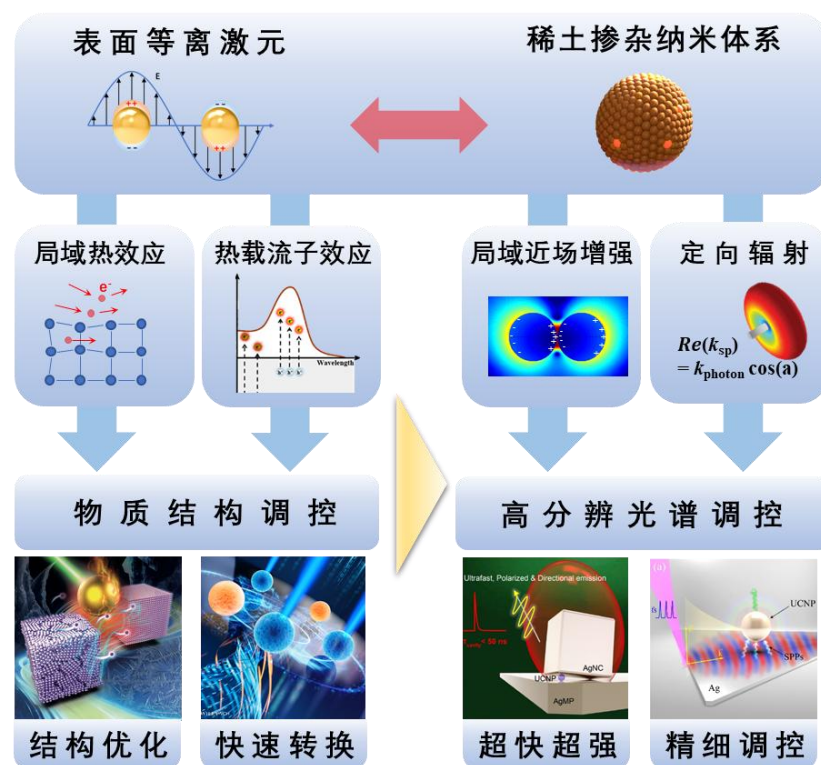 表面等离激元
稀土掺杂纳米体系
E
++
--
--
++
局域热效应
热载流子效应
局域近场增强
定向辐射
e-
Wavelength
Re(ksp)
= kphoton cos(a)
物质结构调控
高分辨光谱调控
Ultrafast, Polarized & Directional emission
AgNC
UCNP
AgMP
(a)
fs
UCNP
SPPs
Ag
结构优化
快速转换
超快超强
精细调控